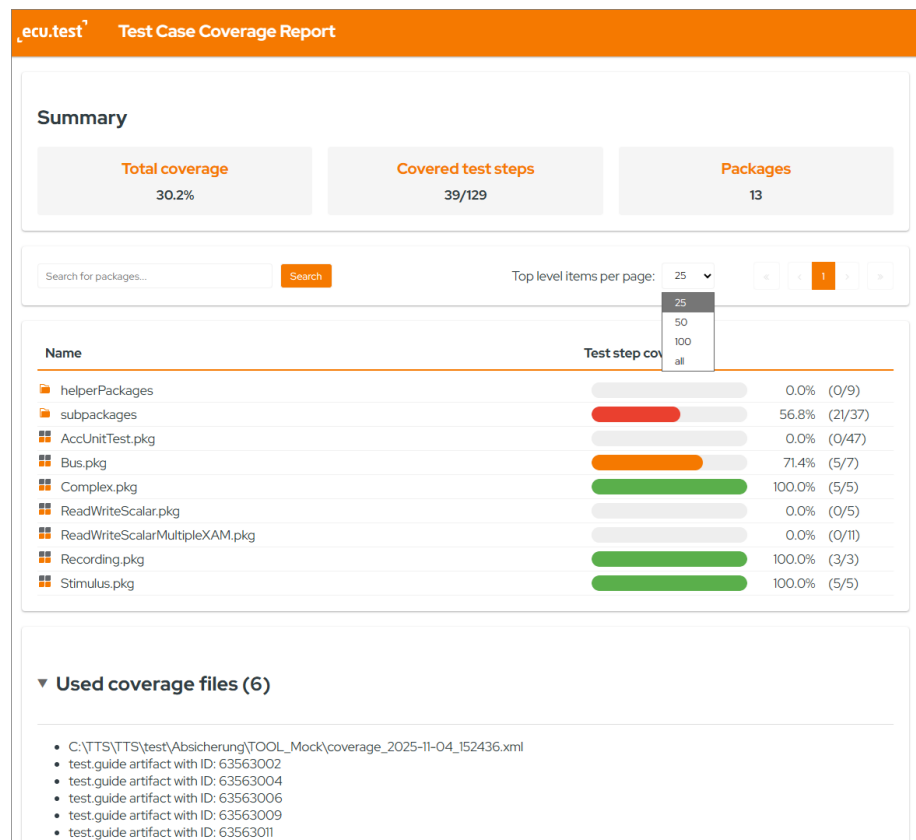 ecu.test Test Case Coverage Report
Summary
Total coverage Covered test steps Packages
30.2% 39/129 13
Search for packages... Search Top level items per page: 25 « ‹ 1 › »
25
50
100
all
Name Test step cov
helperPackages 0.0% (0/9)
subpackages 56.8% (21/37)
AccUnitTest.pkg 0.0% (0/47)
Bus.pkg 71.4% (5/7)
Complex.pkg 100.0% (5/5)
ReadWriteScalar.pkg 0.0% (0/5)
ReadWriteScalarMultipleXAM.pkg 0.0% (0/11)
Recording.pkg 100.0% (3/3)
Stimulus.pkg 100.0% (5/5)
▼ Used coverage files (6)
• C:\TTS\TTS\test\Absicherung\TOOL_Mock\coverage_2025-11-04_152436.xml
• test.guide artifact with ID: 63563002
• test.guide artifact with ID: 63563004
• test.guide artifact with ID: 63563006
• test.guide artifact with ID: 63563009
• test.guide artifact with ID: 63563011